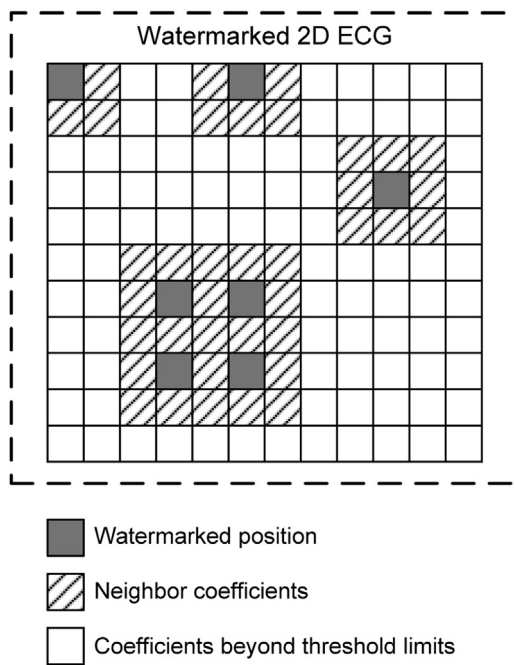 Watermarked 2D ECG
Watermarked position
Neighbor coefficients
Coefficients beyond threshold limits